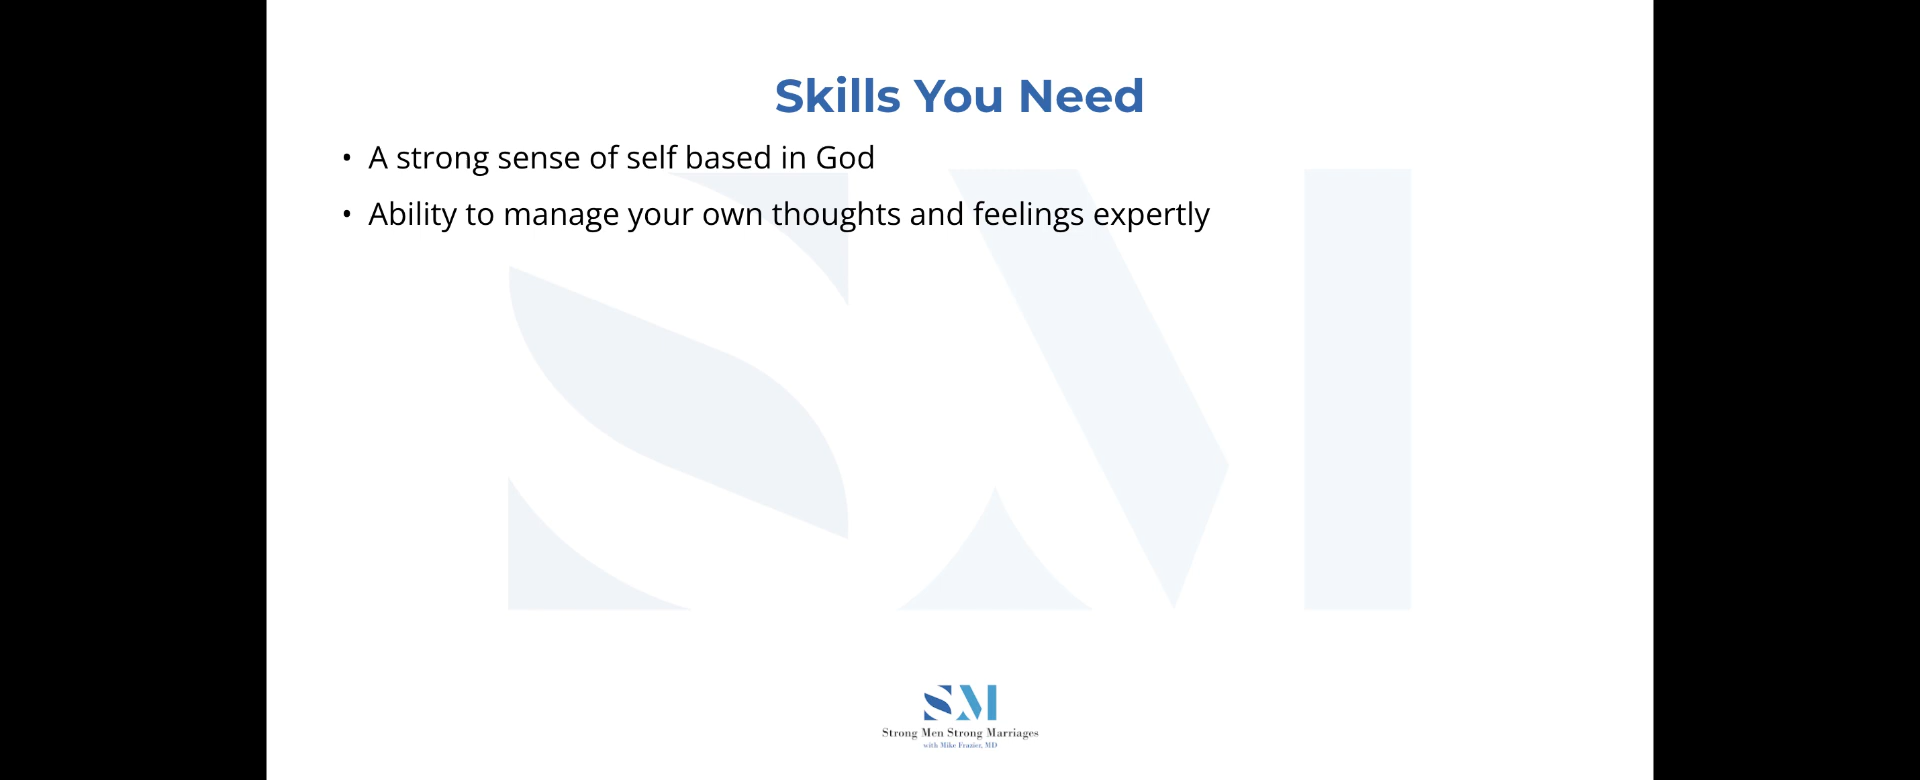 Skills You Need
• A strong sense of self based in God
• Ability to manage your own thoughts and feelings expertly
SM
Strong Men Strong Marriages
with Mike Frazier, MD